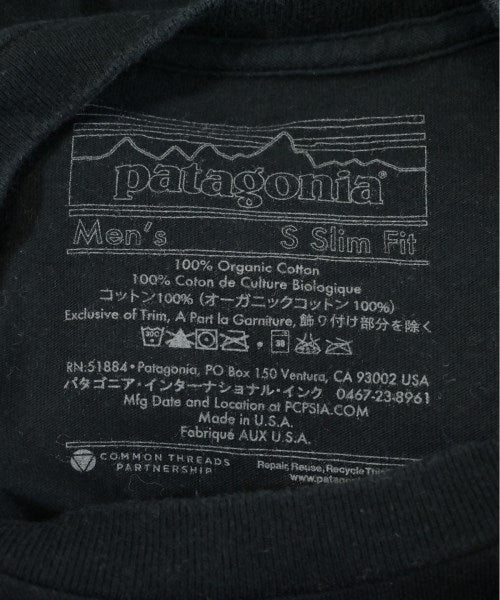 patagonia®
Men's S Slim Fit
100% Organic Cotton
100% Coton de Culture Biologique
コットン100% (オーガニックコットン 100%)
Exclusive of Trim, A Part la Garniture, 飾り付け部分を除く
RN:51884 • Patagonia, PO Box 150 Ventura, CA 93002 USA
パタゴニア・インターナショナル・インク 0467-23-8961
Mfg Date and Location at PCPSIA.COM
Made in U.S.A.
Fabriqué AUX U.S.A.
COMMON THREADS
PARTNERSHIP
Repair, Reuse, Recycle
www.patag